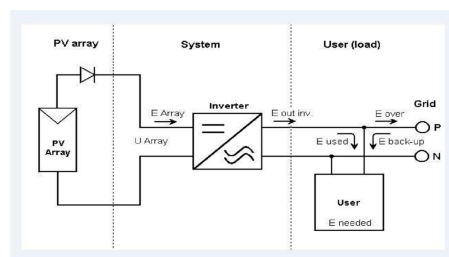 PV array
System
User (load)
Inverter
Grid
E Array
E out inv.
E over
P
PV
Array
U Array
E used
E back-up
N
User
E needed